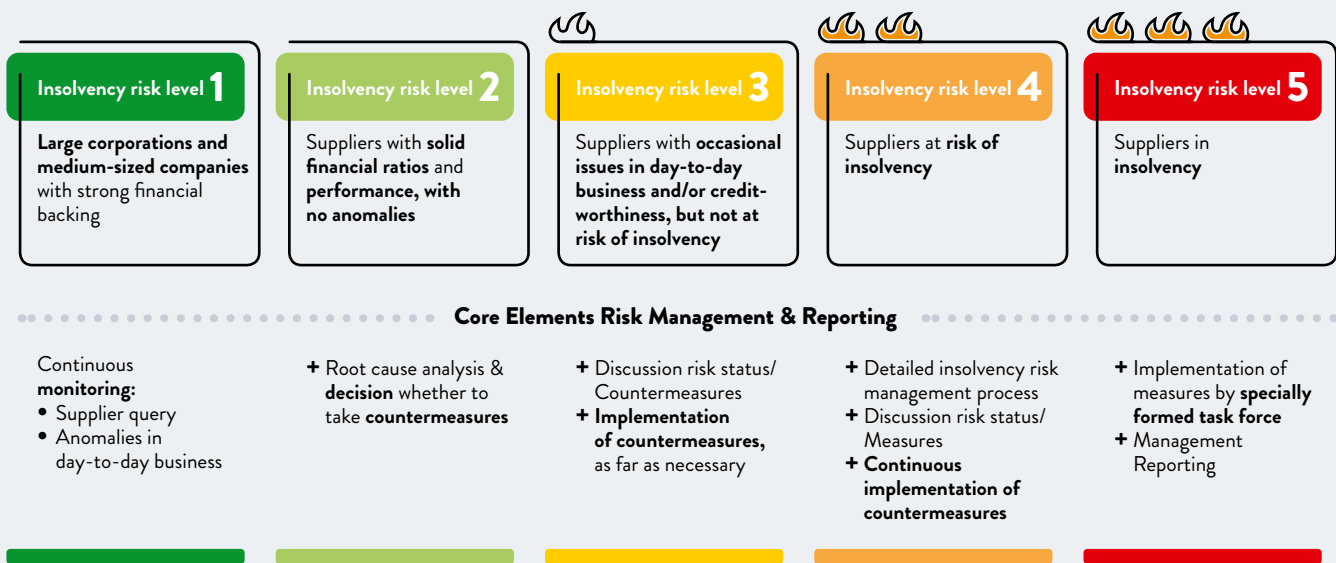 Insolvency risk level 1
Large corporations and
medium-sized companies
with strong financial
backing
Insolvency risk level 2
Suppliers with solid
financial ratios and
performance, with
no anomalies
Insolvency risk level 3
Suppliers with occasional
issues in day-to-day
business and/or credit-
worthiness, but not at
risk of insolvency
Insolvency risk level 4
Suppliers at risk of
insolvency
Insolvency risk level 5
Suppliers in
insolvency
Core Elements Risk Management & Reporting
Continuous
monitoring:
• Supplier query
• Anomalies in
day-to-day business
+ Root cause analysis &
decision whether to
take countermeasures
+ Discussion risk status/
Countermeasures
+ Implementation
of countermeasures,
as far as necessary
+ Detailed insolvency risk
management process
+ Discussion risk status/
Measures
+ Continuous
implementation of
countermeasures
+ Implementation of
measures by specially
formed task force
+ Management
Reporting